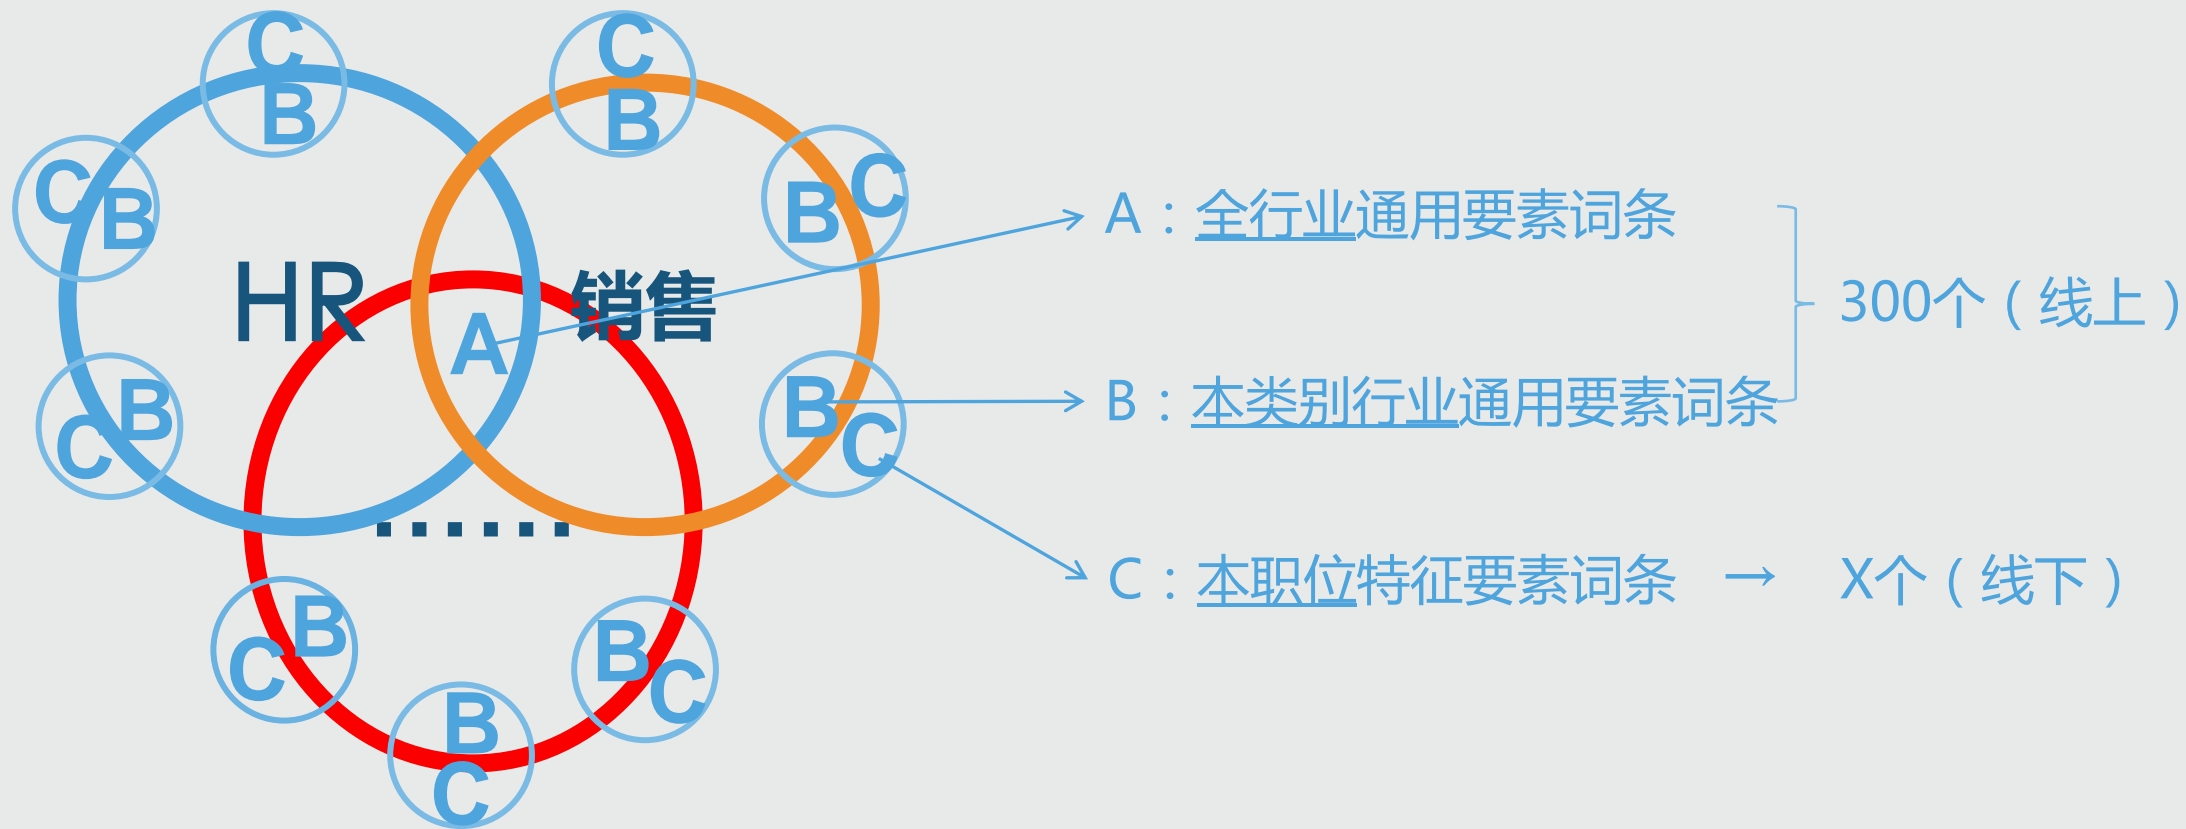 C
B
C
B
C
B
B
C
C
B
HR
销售
A
B
C
B
C
......
B
C
B
C
B
C
A：全行业通用要素词条
B：本类别行业通用要素词条
300个（线上）
C：本职位特征要素词条 → X个（线下）